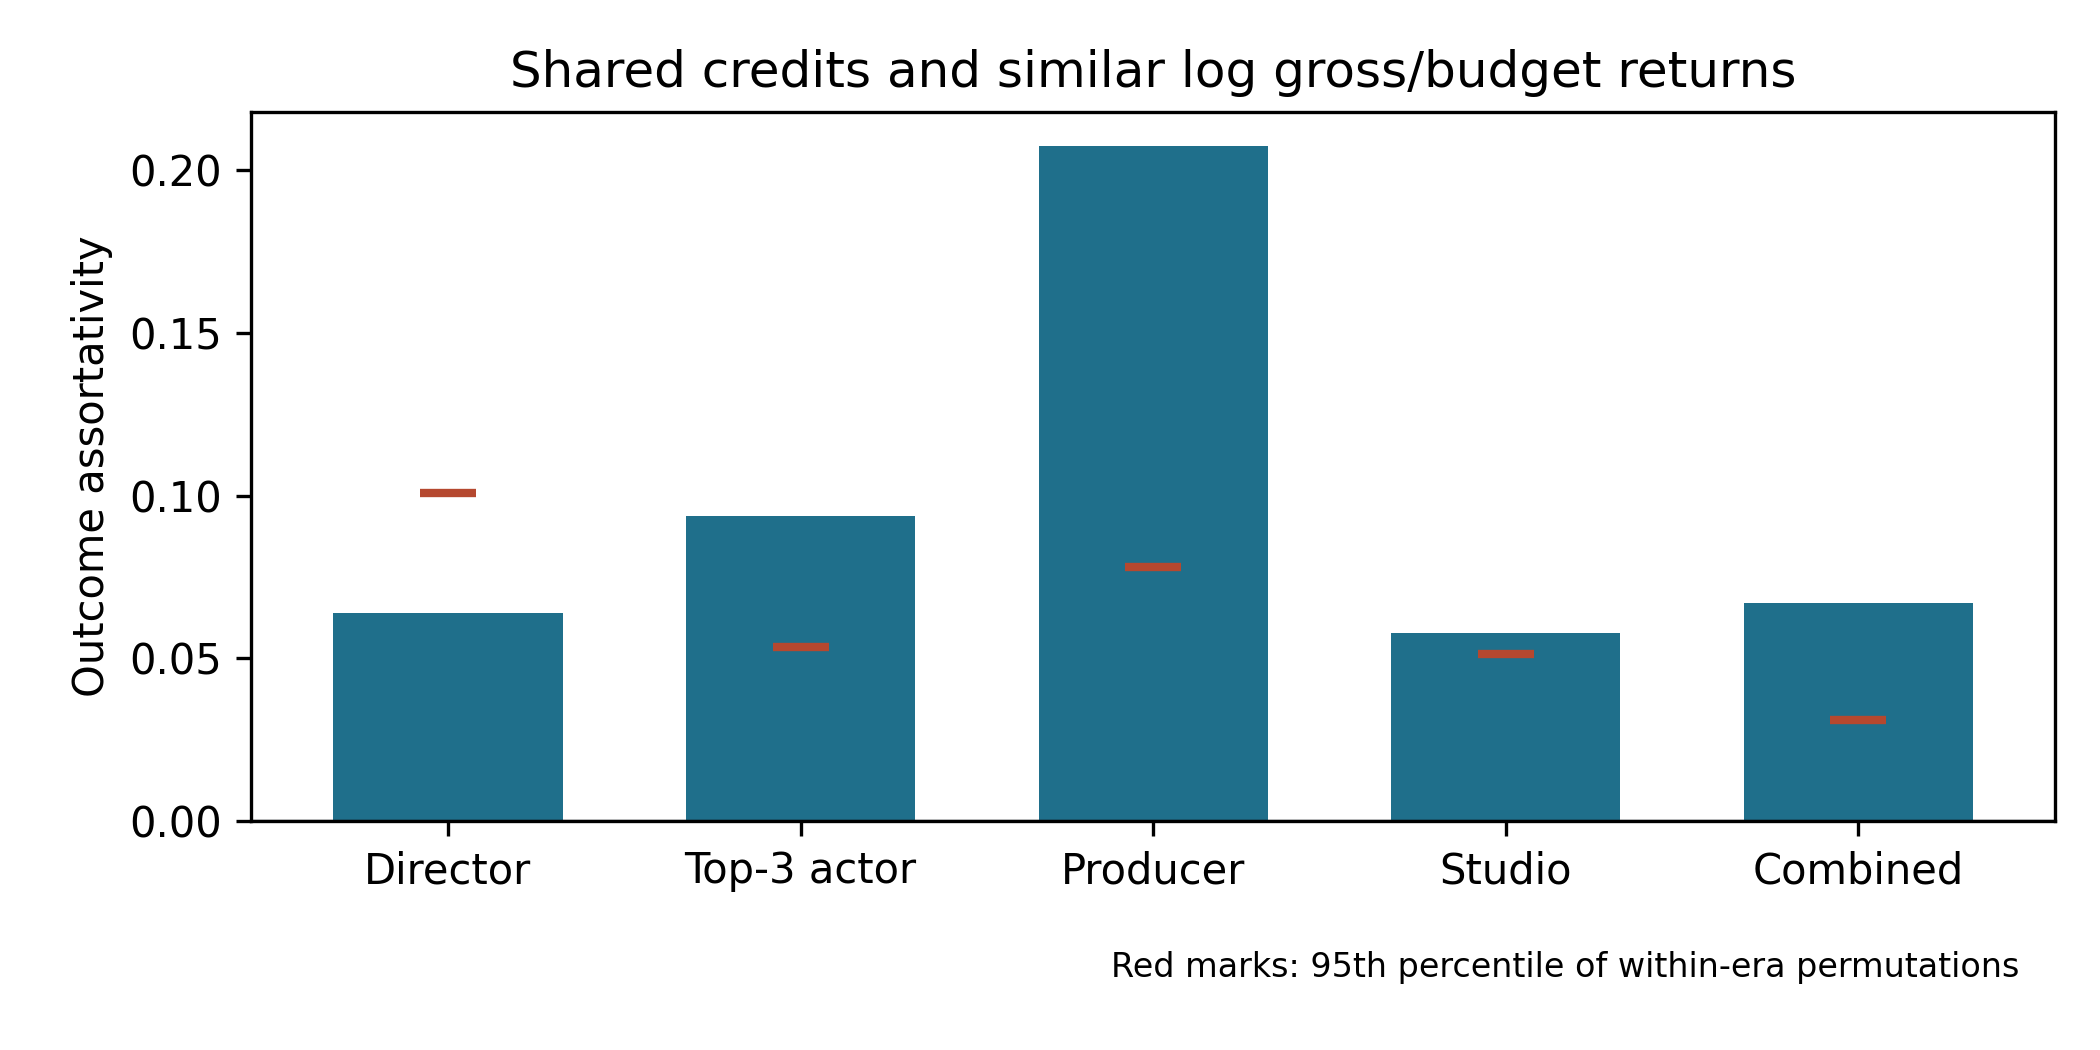 Shared credits and similar log gross/budget returns
Outcome assortativity
0.20
0.15
0.10
0.05
0.00
Director Top-3 actor Producer Studio Combined
Red marks: 95th percentile of within-era permutations